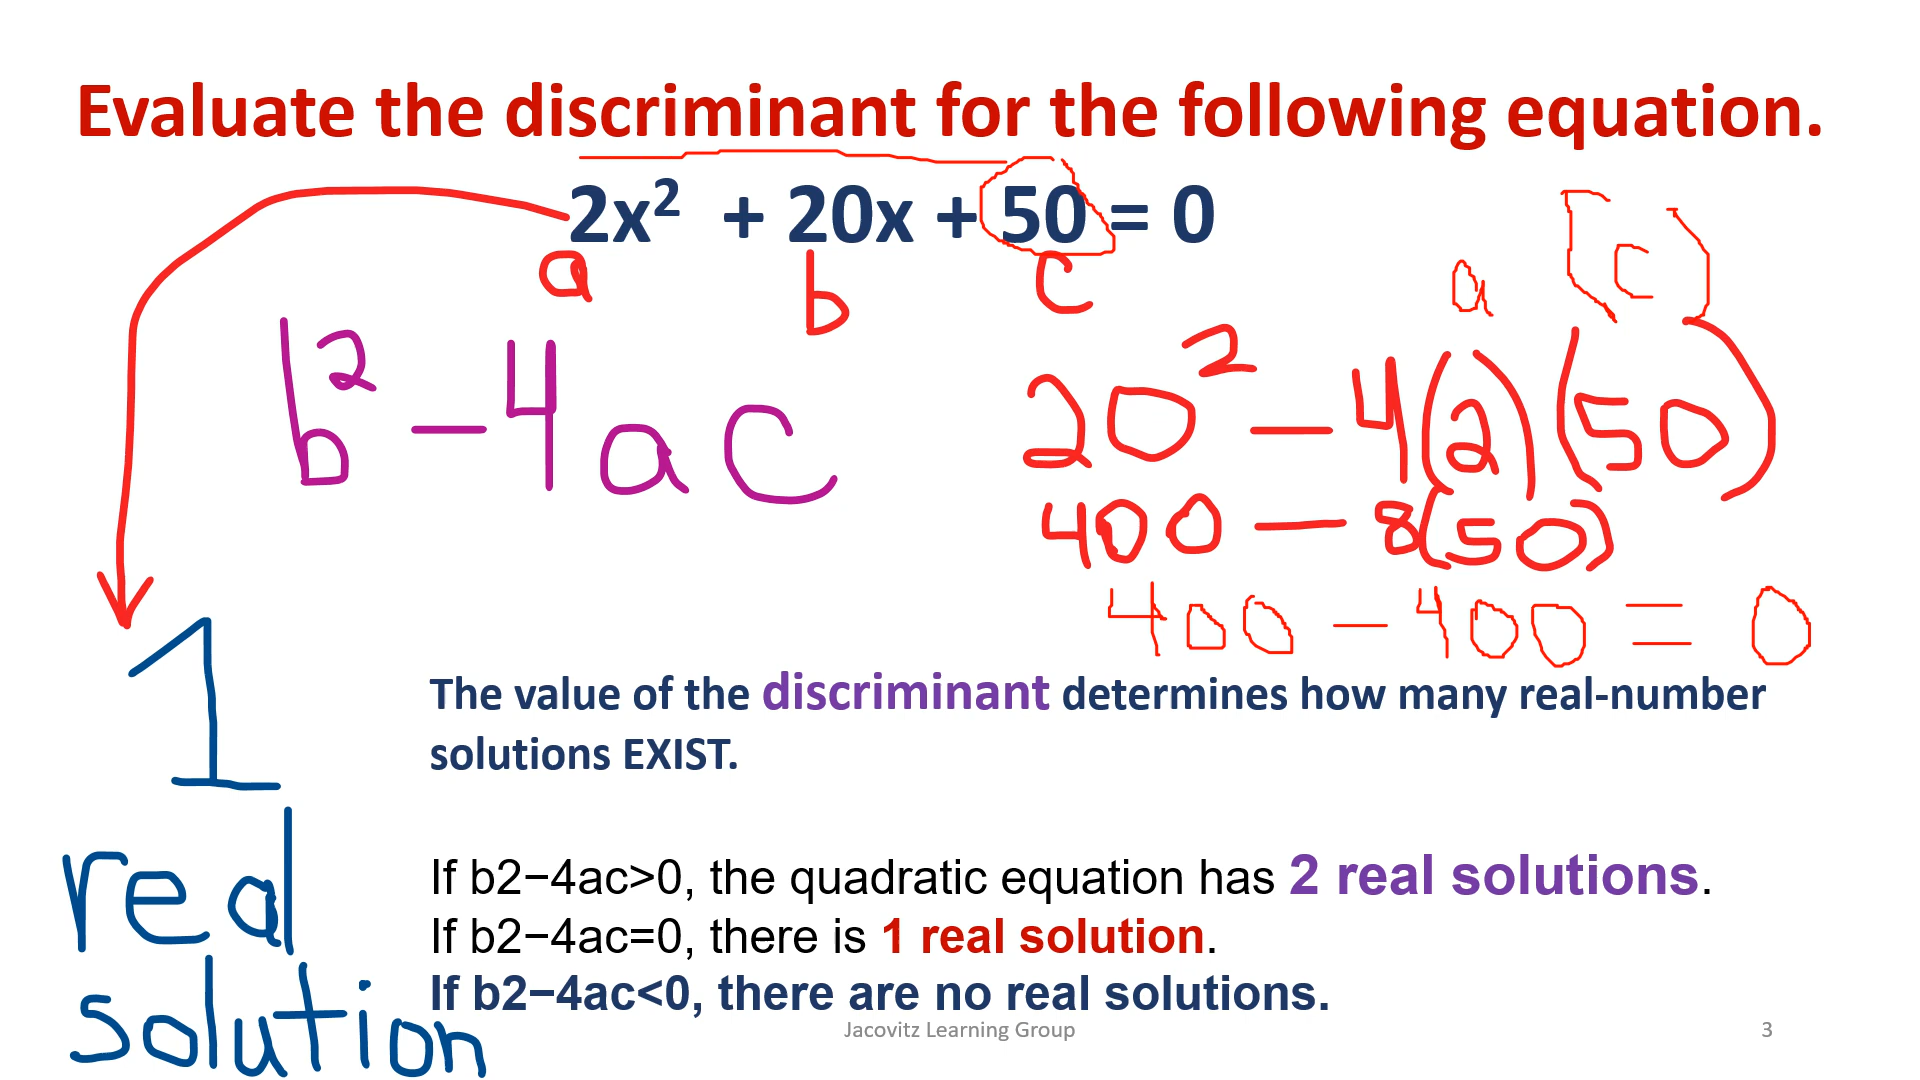 Evaluate the discriminant for the following equation.
2x² + 20x + 50 = 0
a b c
a (c)
b² - 4ac
20² - 4(2)(50)
400 - 8(50)
400 - 400 = 0
1
real
solution
The value of the discriminant determines how many real-number
solutions EXIST.
If b2−4ac>0, the quadratic equation has 2 real solutions.
If b2−4ac=0, there is 1 real solution.
If b2−4ac<0, there are no real solutions.
Jacovitz Learning Group
3